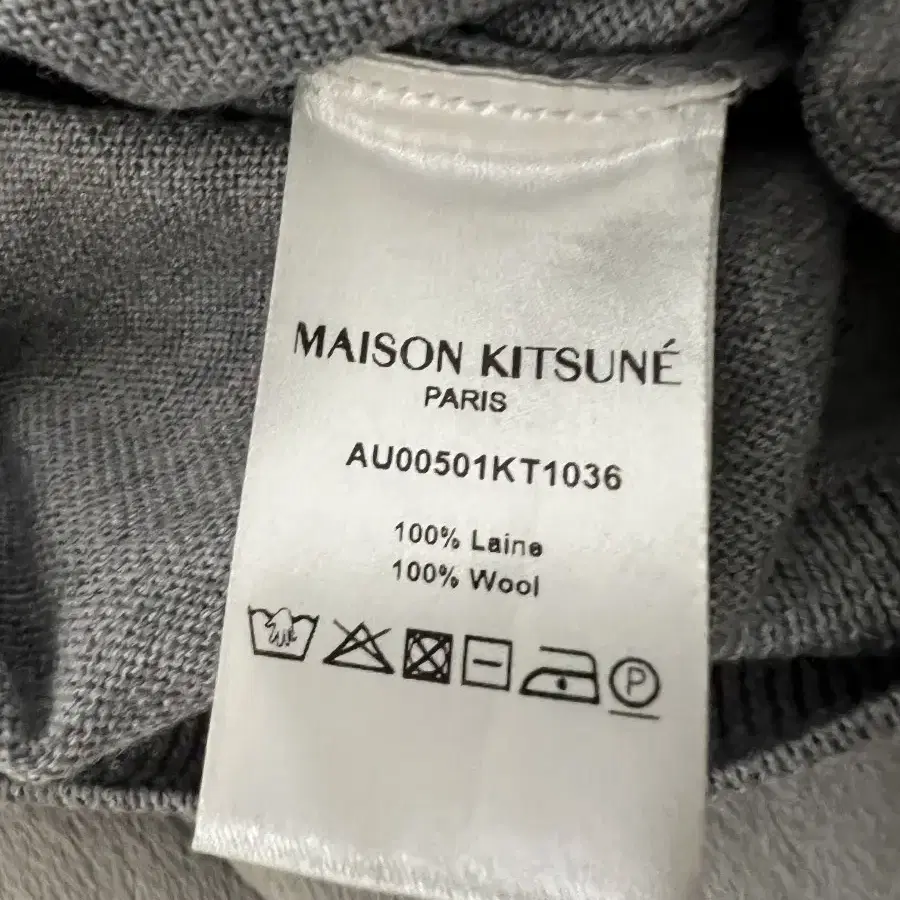 MAISON KITSUNÉ
PARIS
AU00501KT1036
100% Laine
100% Wool
P